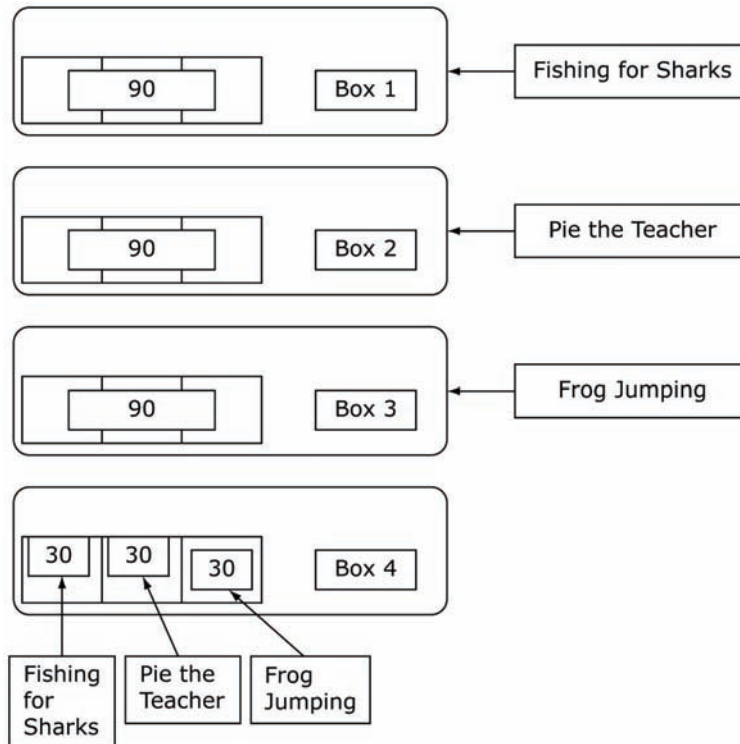 90
Box 1
Fishing for Sharks
90
Box 2
Pie the Teacher
90
Box 3
Frog Jumping
30
30
30
Box 4
Fishing
for
Sharks
Pie the
Teacher
Frog
Jumping